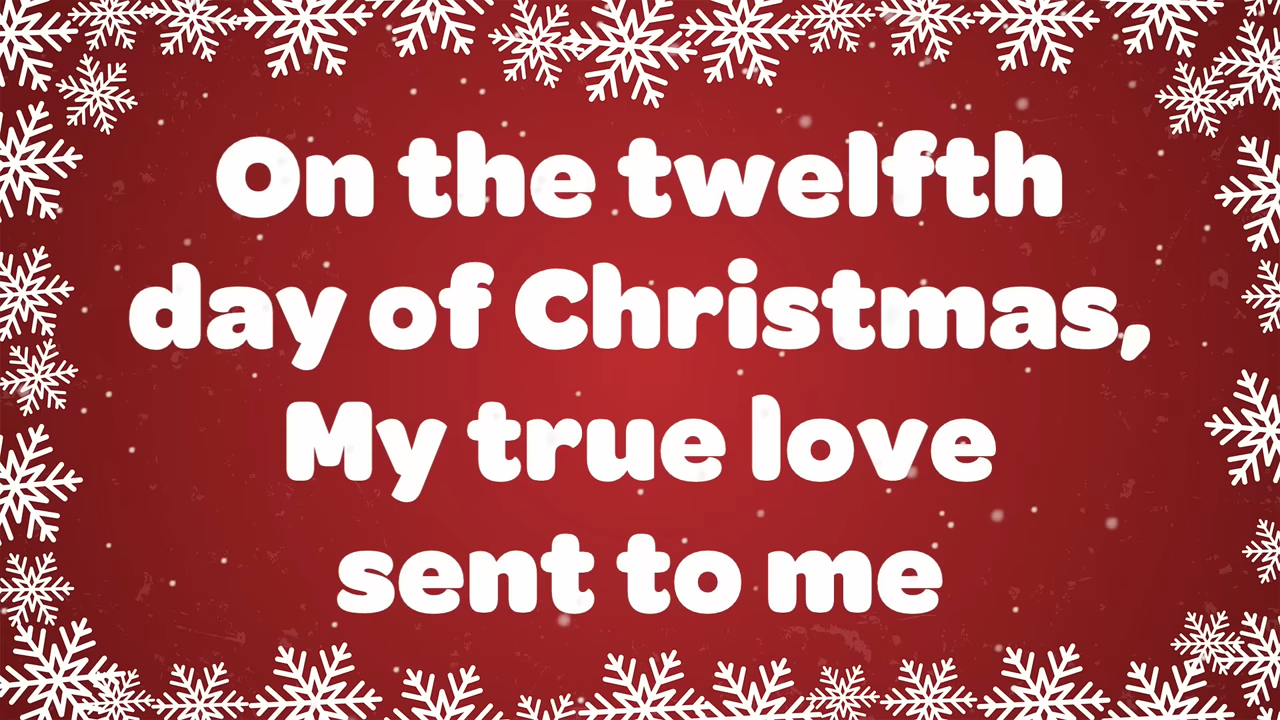 On the twelfth
day of Christmas,
My true love
sent to me